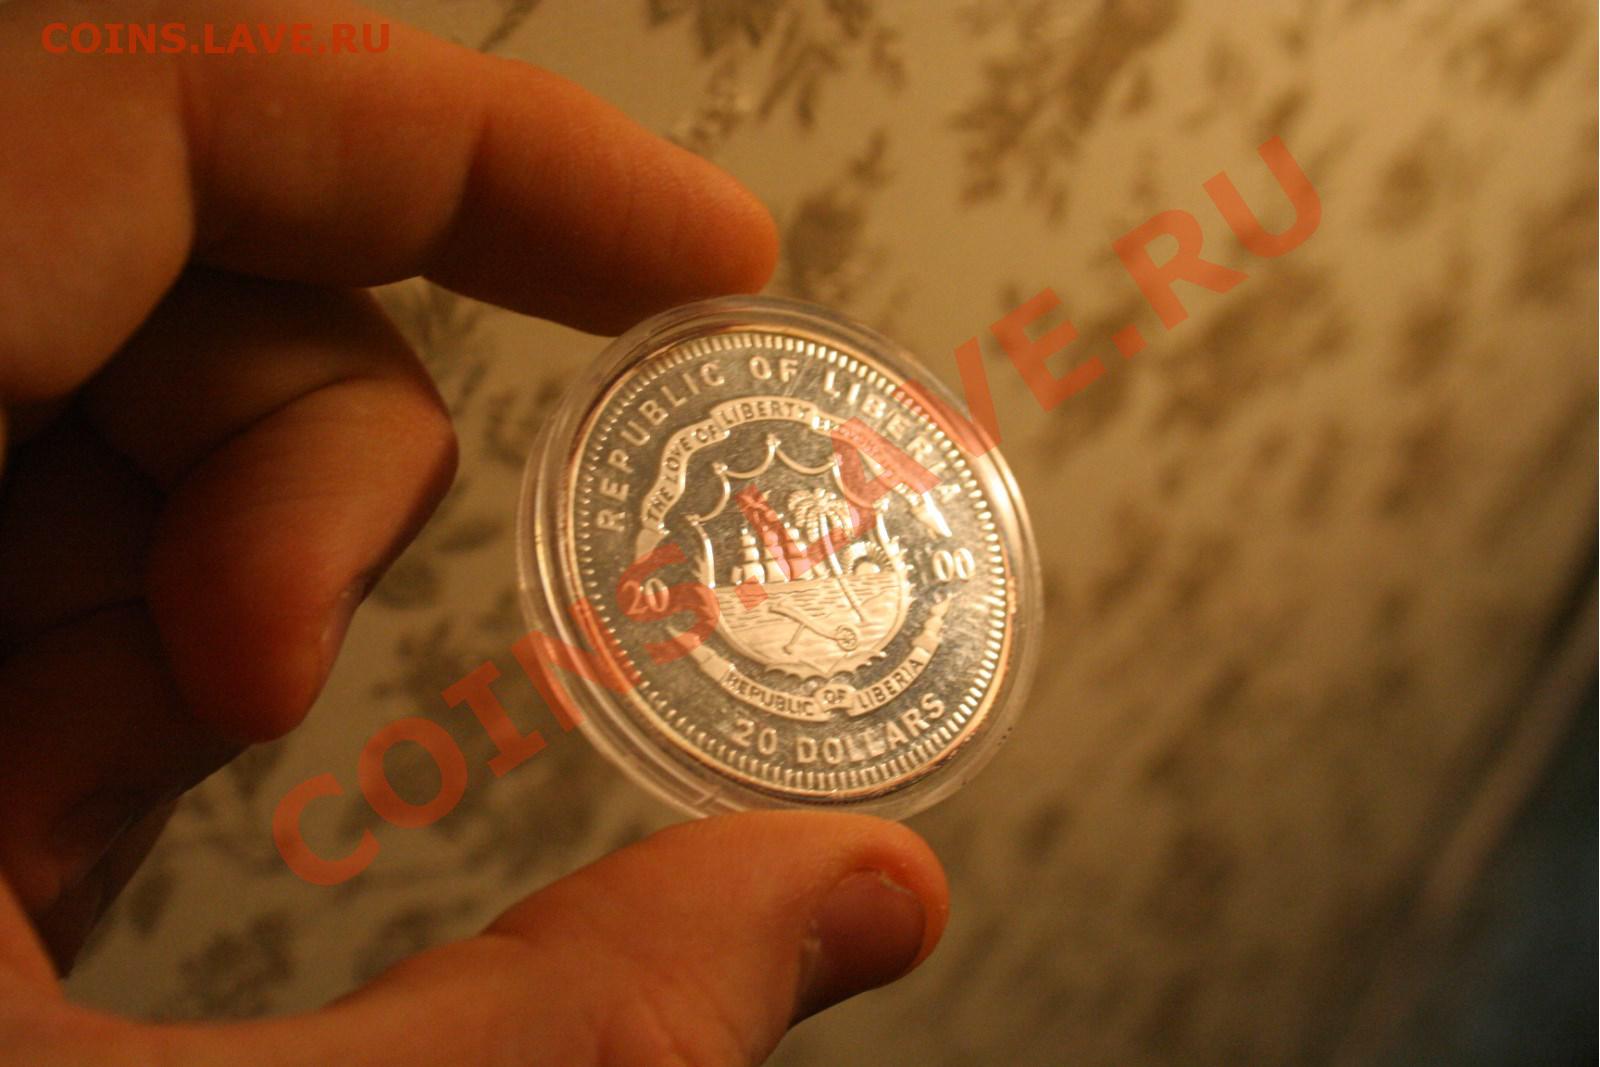 COINS.LAVE.RU
REPUBLIC OF LIBERIA
THE LOVE OF LIBERTY
20 00
REPUBLIC OF LIBERIA
20 DOLLARS
COINS.LAVE.RU